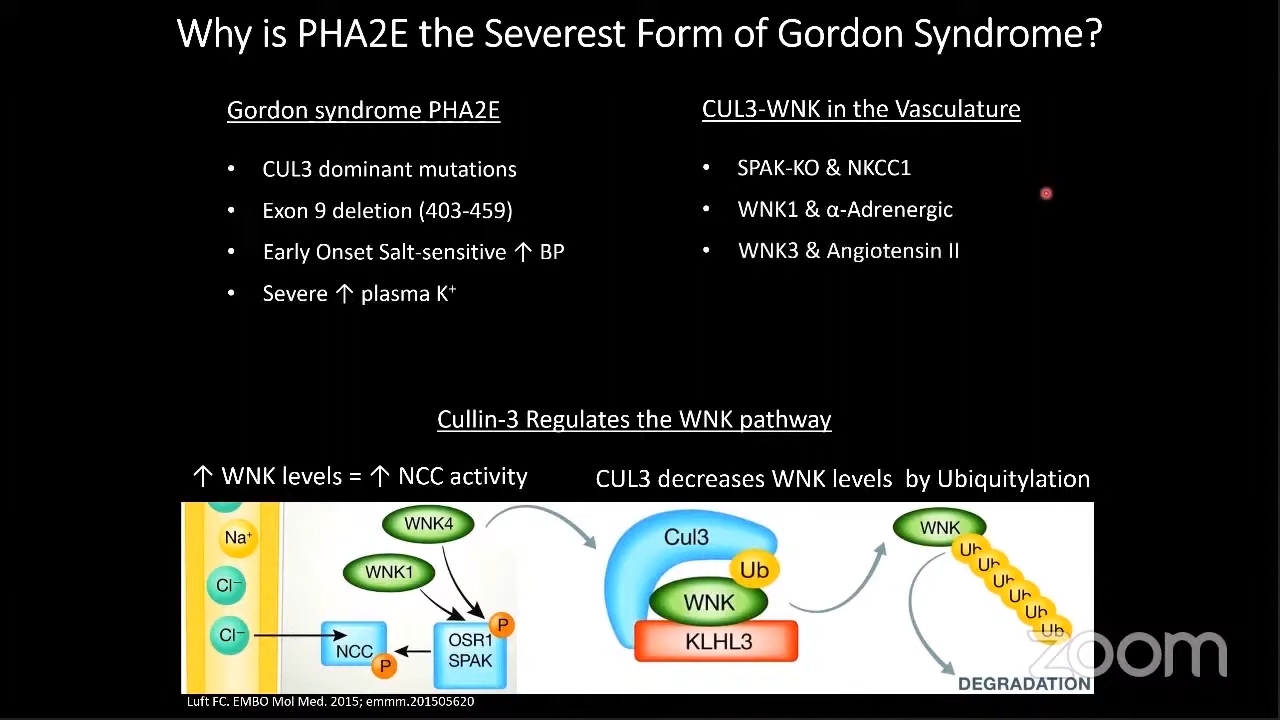 Why is PHA2E the Severest Form of Gordon Syndrome?
Gordon syndrome PHA2E
• CUL3 dominant mutations
• Exon 9 deletion (403-459)
• Early Onset Salt-sensitive ↑ BP
• Severe ↑ plasma K⁺
CUL3-WNK in the Vasculature
• SPAK-KO & NKCC1
• WNK1 & α-Adrenergic
• WNK3 & Angiotensin II
Cullin-3 Regulates the WNK pathway
↑ WNK levels = ↑ NCC activity
CUL3 decreases WNK levels by Ubiquitylation
Na⁺
Cl⁻
Cl⁻
WNK4
WNK1
NCC
P
OSR1
SPAK
P
Cul3
Ub
WNK
KLHL3
WNK
Ub
Ub
Ub
Ub
Ub
Ub
DEGRADATION
zoom
Luft FC. EMBO Mol Med. 2015; emmm.201505620